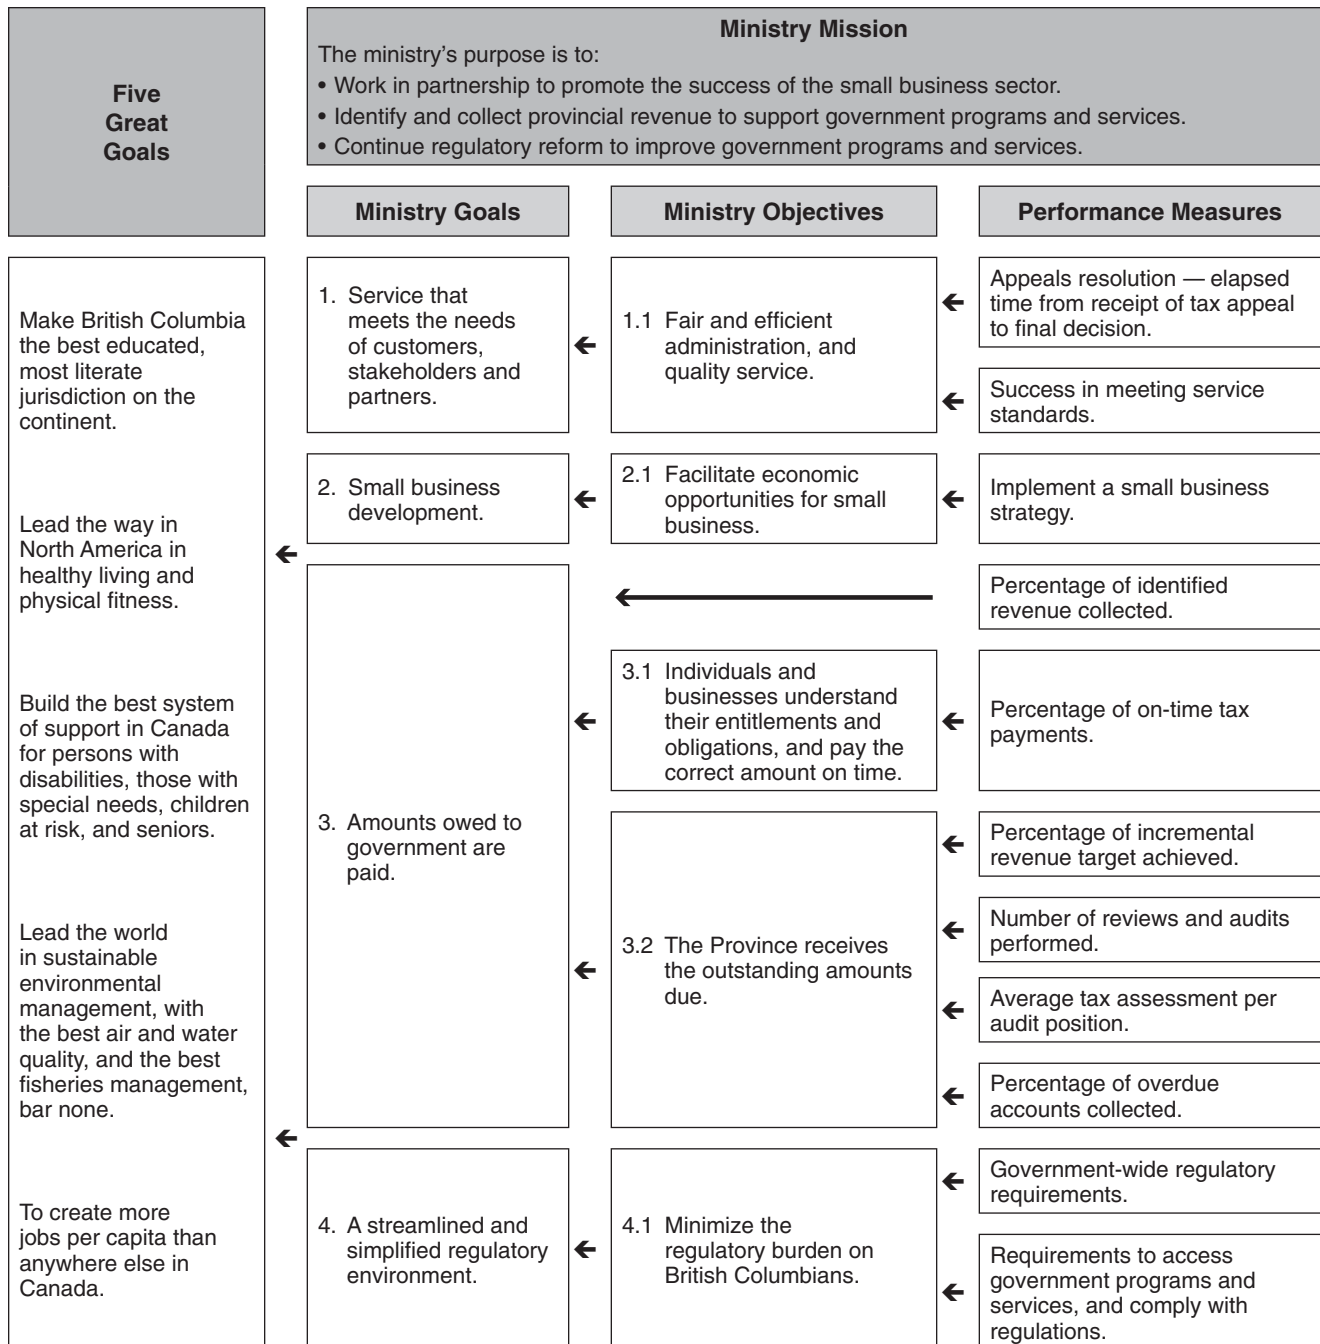 Five
Great
Goals
Ministry Mission
The ministry's purpose is to:
• Work in partnership to promote the success of the small business sector.
• Identify and collect provincial revenue to support government programs and services.
• Continue regulatory reform to improve government programs and services.
Ministry Goals
Ministry Objectives
Performance Measures
Make British Columbia
the best educated,
most literate
jurisdiction on the
continent.
Lead the way in
North America in
healthy living and
physical fitness.
Build the best system
of support in Canada
for persons with
disabilities, those with
special needs, children
at risk, and seniors.
Lead the world
in sustainable
environmental
management, with
the best air and water
quality, and the best
fisheries management,
bar none.
To create more
jobs per capita than
anywhere else in
Canada.
1. Service that
meets the needs
of customers,
stakeholders and
partners.
1.1 Fair and efficient
administration, and
quality service.
Appeals resolution — elapsed
time from receipt of tax appeal
to final decision.
Success in meeting service
standards.
2. Small business
development.
2.1 Facilitate economic
opportunities for small
business.
Implement a small business
strategy.
3. Amounts owed to
government are
paid.
Percentage of identified
revenue collected.
3.1 Individuals and
businesses understand
their entitlements and
obligations, and pay the
correct amount on time.
Percentage of on-time tax
payments.
3.2 The Province receives
the outstanding amounts
due.
Percentage of incremental
revenue target achieved.
Number of reviews and audits
performed.
Average tax assessment per
audit position.
Percentage of overdue
accounts collected.
4. A streamlined and
simplified regulatory
environment.
4.1 Minimize the
regulatory burden on
British Columbians.
Government-wide regulatory
requirements.
Requirements to access
government programs and
services, and comply with
regulations.